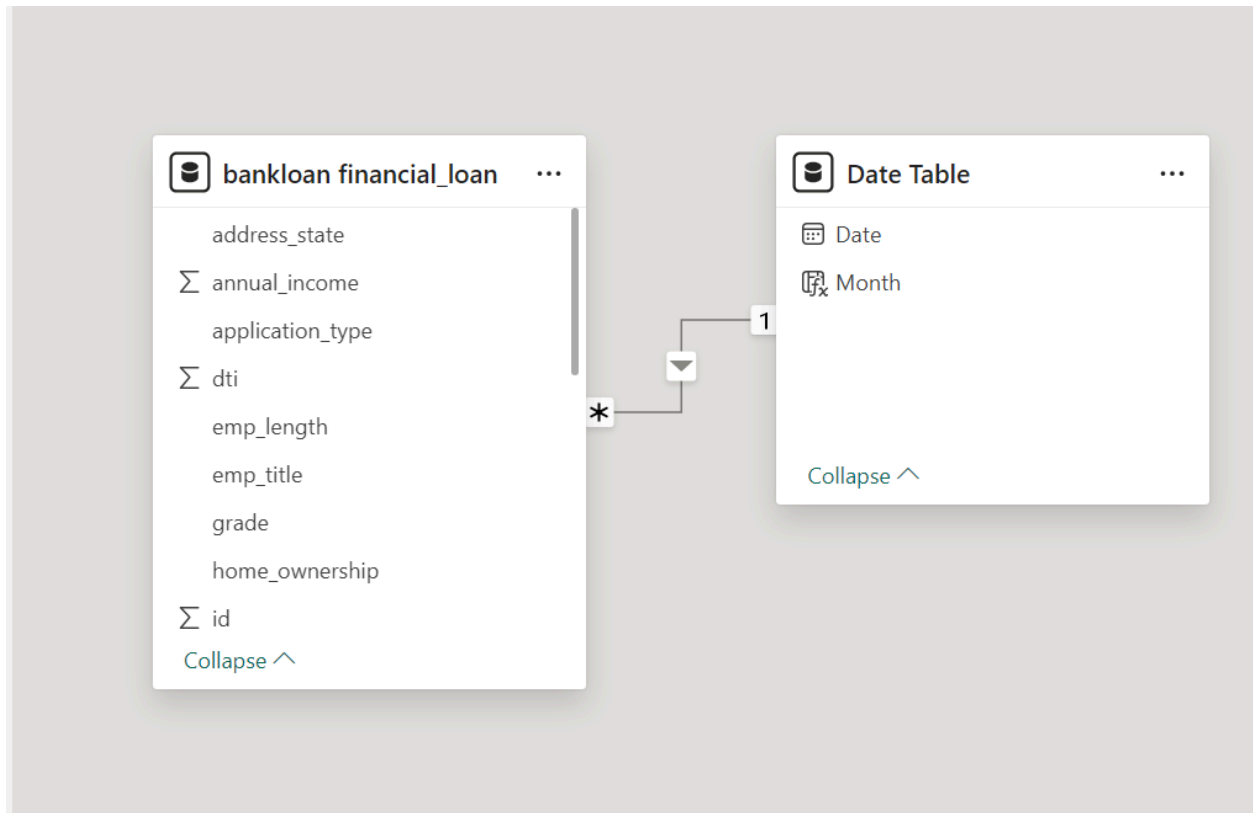 bankloan financial_loan
address_state
annual_income
application_type
dti
emp_length
emp_title
grade
home_ownership
id
Collapse
*
1
Date Table
Date
Month
Collapse